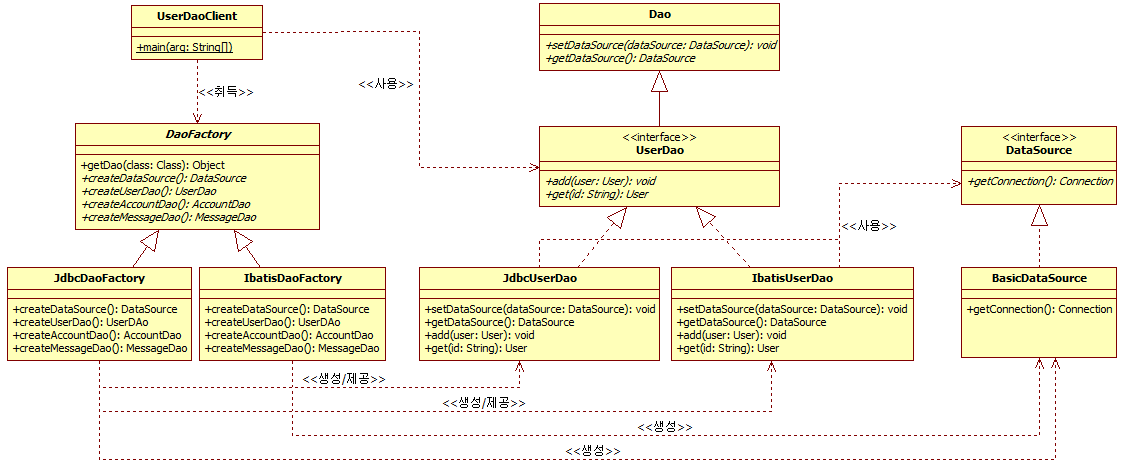 UserDaoClient
+main(arg: String[])
<<취득>>
<<사용>>
Dao
+setDataSource(dataSource: DataSource): void
+getDataSource(): DataSource
DaoFactory
+getDao(class: Class): Object
+createDataSource(): DataSource
+createUserDao(): UserDao
+createAccountDao(): AccountDao
+createMessageDao(): MessageDao
<<interface>>
UserDao
+add(user: User): void
+get(id: String): User
<<interface>>
DataSource
+getConnection(): Connection
<<사용>>
JdbcDaoFactory
+createDataSource(): DataSource
+createUserDao(): UserDAo
+createAccountDao(): AccountDao
+createMessageDao(): MessageDao
IbatisDaoFactory
+createDataSource(): DataSource
+createUserDao(): UserDAo
+createAccountDao(): AccountDao
+createMessageDao(): MessageDao
JdbcUserDao
+setDataSource(dataSource: DataSource): void
+getDataSource(): DataSource
+add(user: User): void
+get(id: String): User
IbatisUserDao
+setDataSource(dataSource: DataSource): void
+getDataSource(): DataSource
+add(user: User): void
+get(id: String): User
BasicDataSource
+getConnection(): Connection
<<생성/제공>>
<<생성/제공>>
<<생성>>
<<생성>>